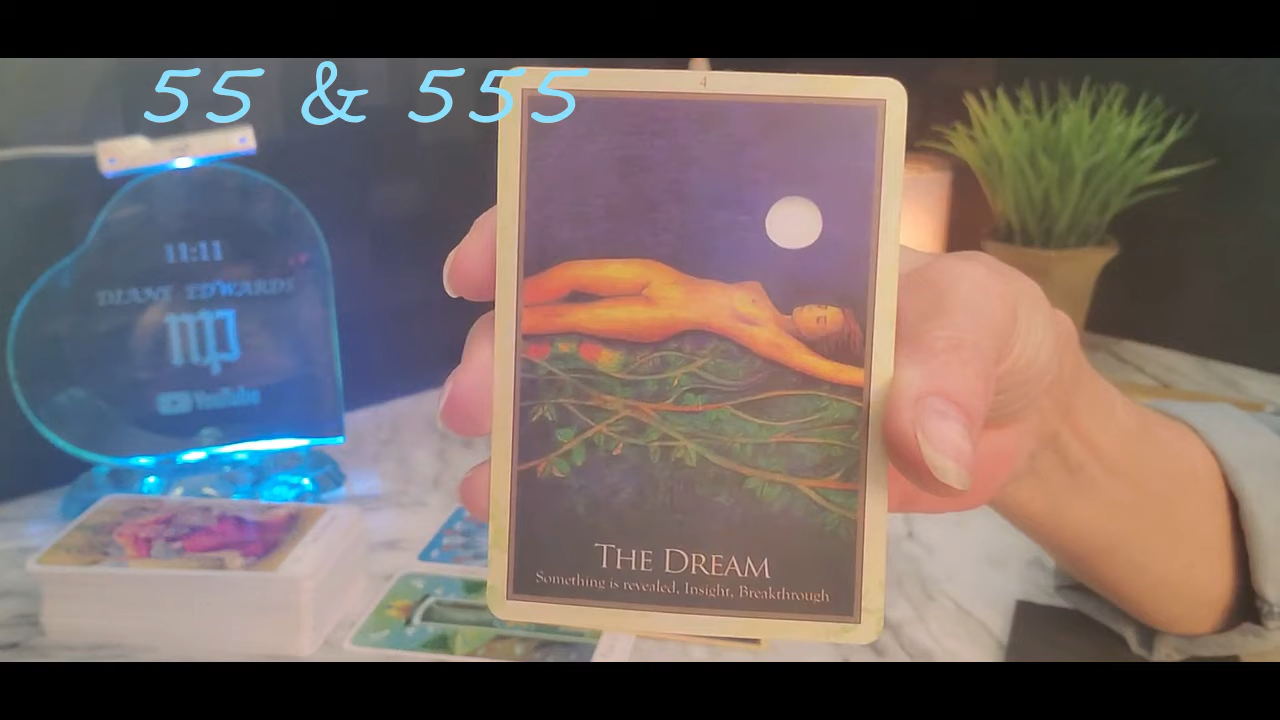 55 & 555
4
11:11
DIANE EDWARDS
YouTube
THE DREAM
Something is revealed, Insight, Breakthrough